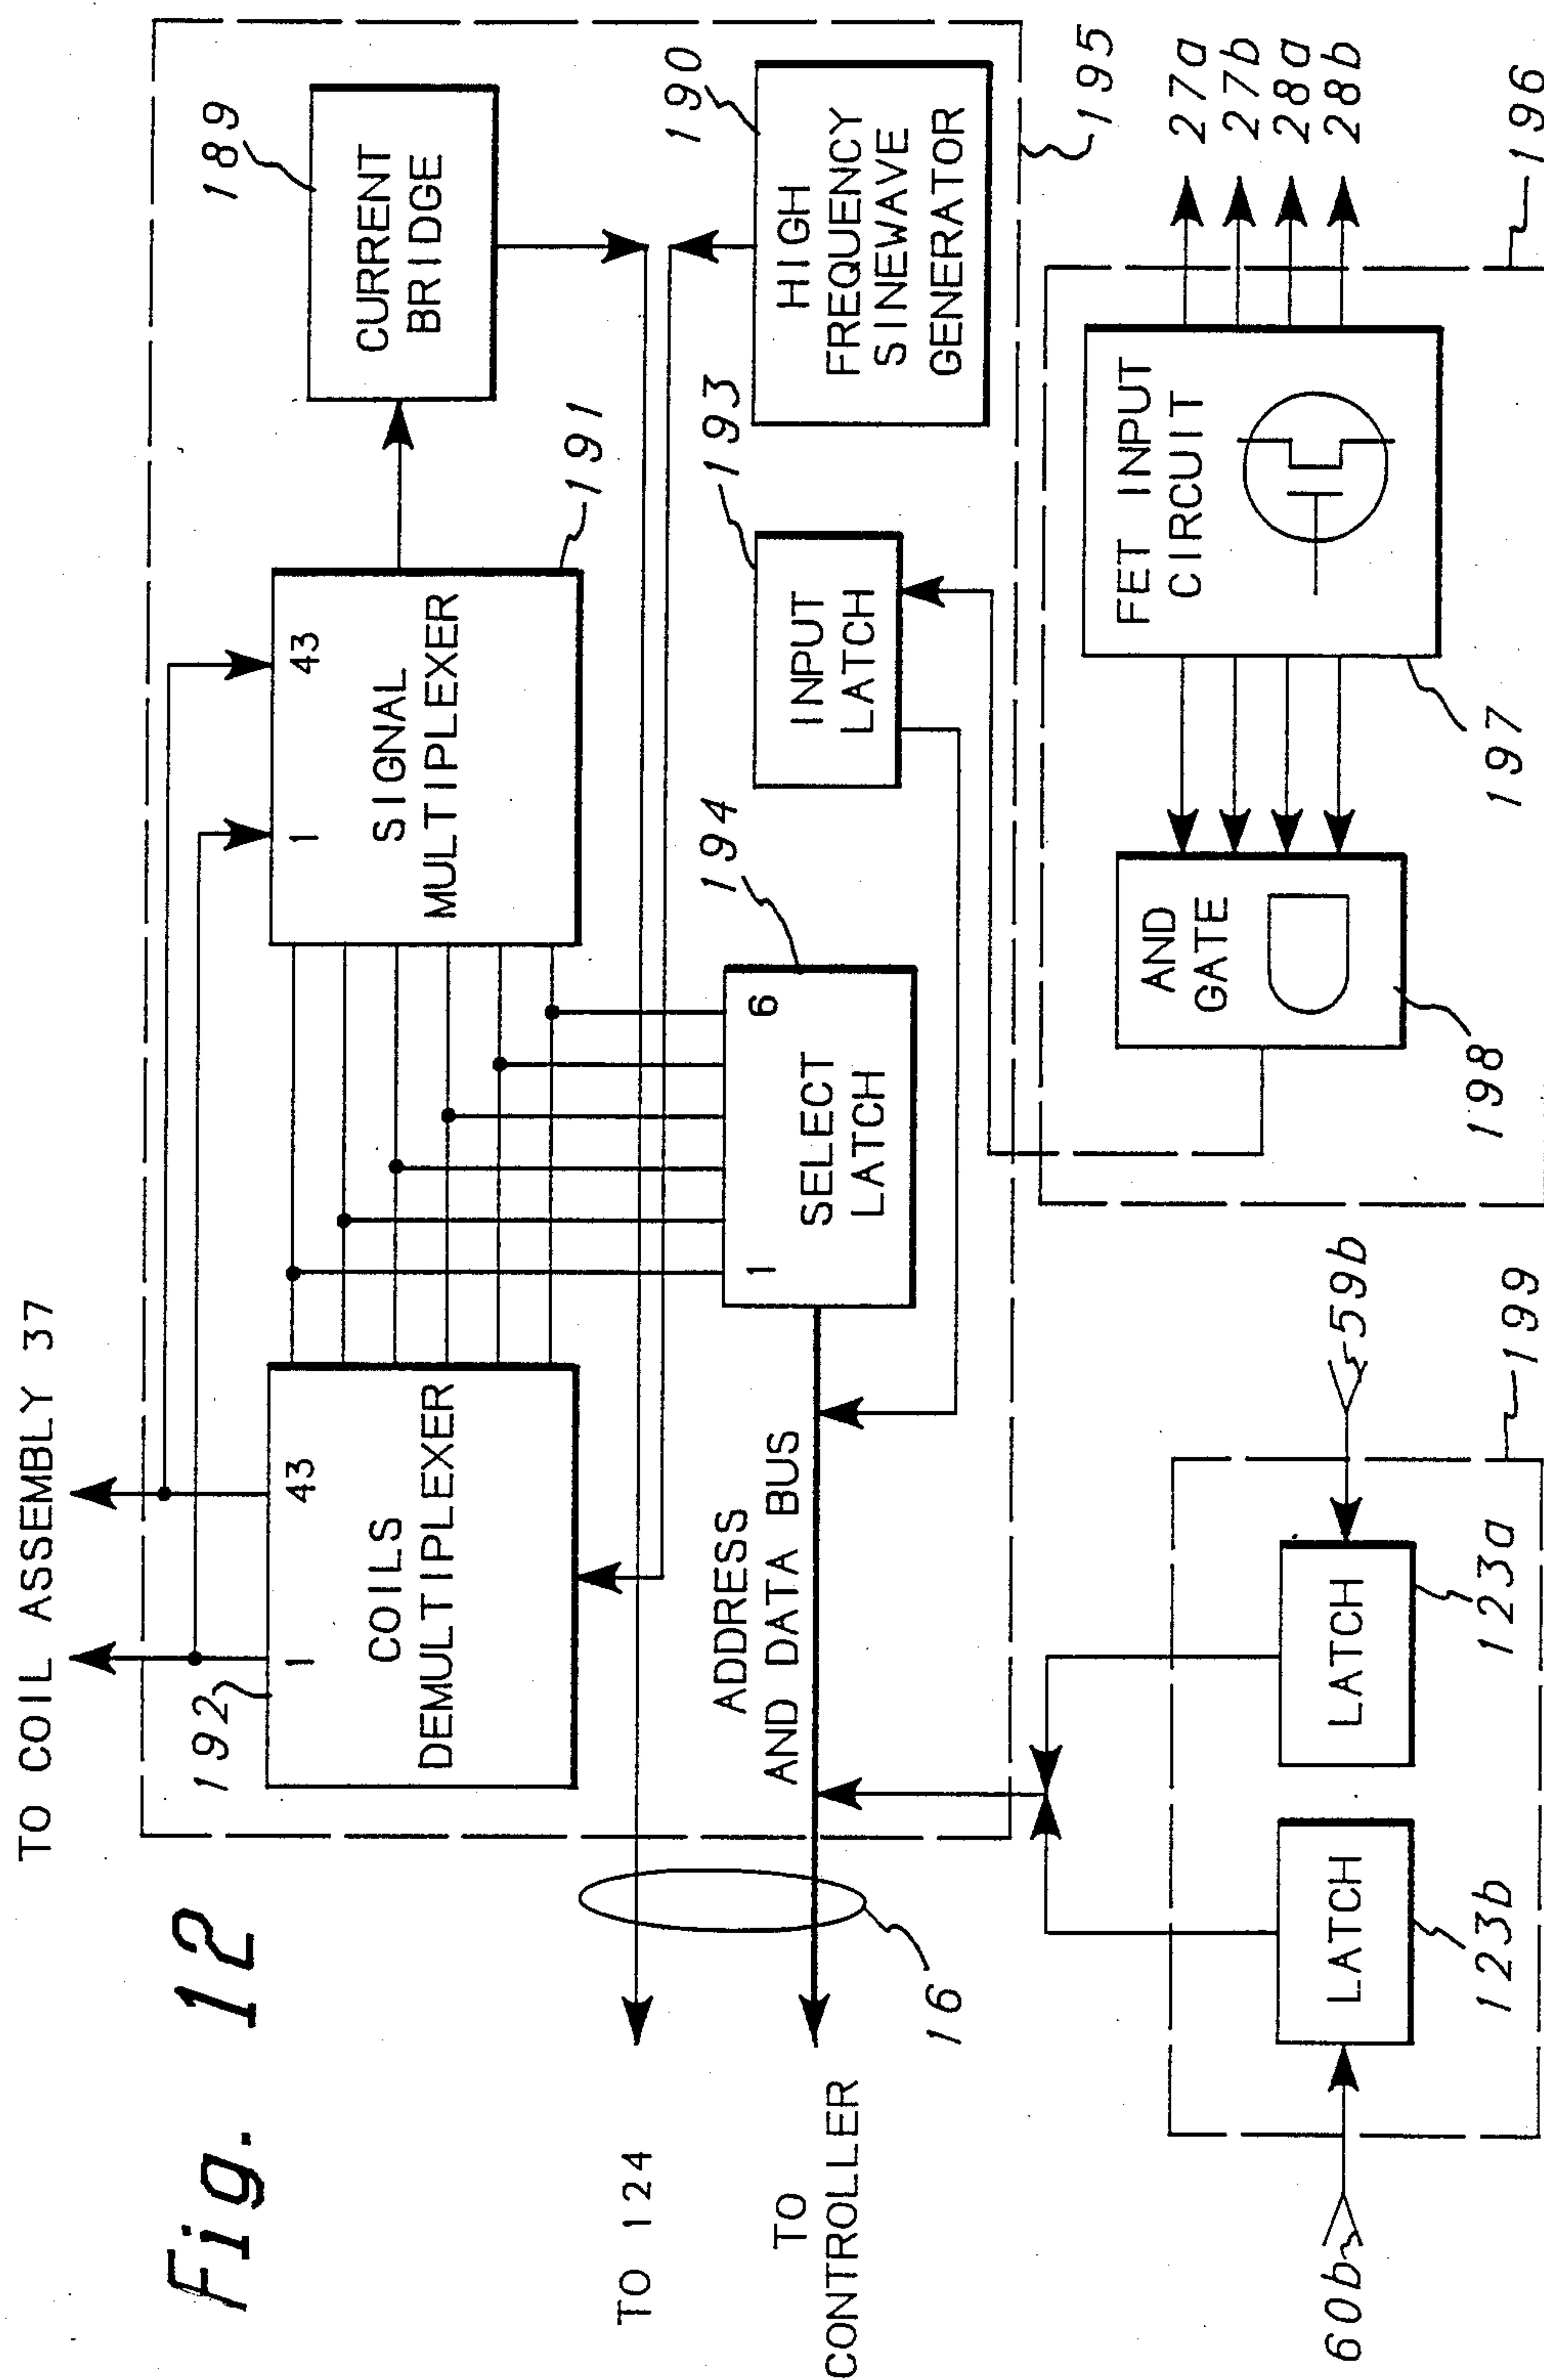 Fig. 12
TO COIL ASSEMBLY 37
192
1
43
COILS
DEMULTIPLEXER
1
43
SIGNAL
MULTIPLEXER
191
189
CURRENT
BRIDGE
190
HIGH
FREQUENCY
SINEWAVE
GENERATOR
195
193
INPUT
LATCH
194
1
6
SELECT
LATCH
ADDRESS
AND DATA BUS
TO 124
TO
CONTROLLER
16
60b
LATCH
123b
LATCH
123a
59b
199
AND
GATE
198
FET INPUT
CIRCUIT
197
27a
27b
28a
28b
196